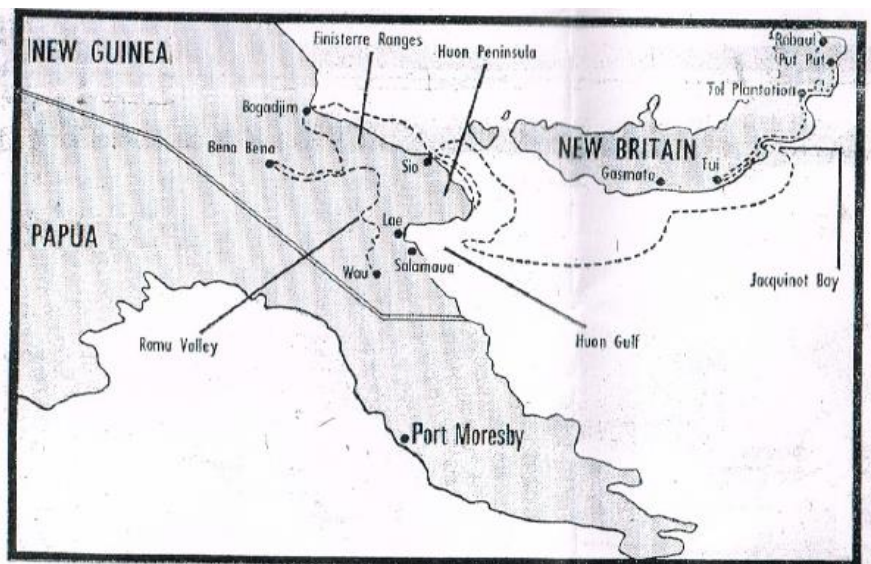 NEW GUINEA
Finisterre Ranges
Huon Peninsula
Rabaul
Put Put
Tol Plantation
Bogadjim
Bena Bena
Sio
NEW BRITAIN
Tui
Gasmata
PAPUA
Lae
Salamaua
Wau
Jacquinot Bay
Ramu Valley
Huon Gulf
Port Moresby